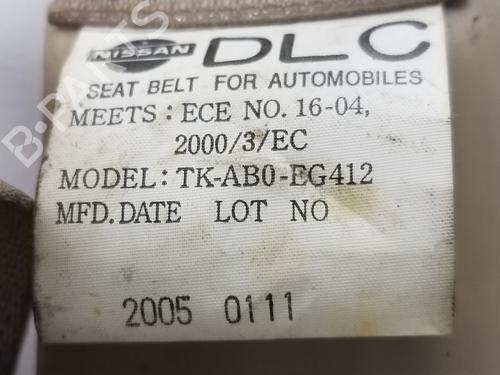 NISSAN DLC
SEAT BELT FOR AUTOMOBILES
MEETS: ECE NO. 16-04,
2000/3/EC
MODEL: TK-AB0-EG412
MFD. DATE LOT NO
2005 0111
B-PARTS